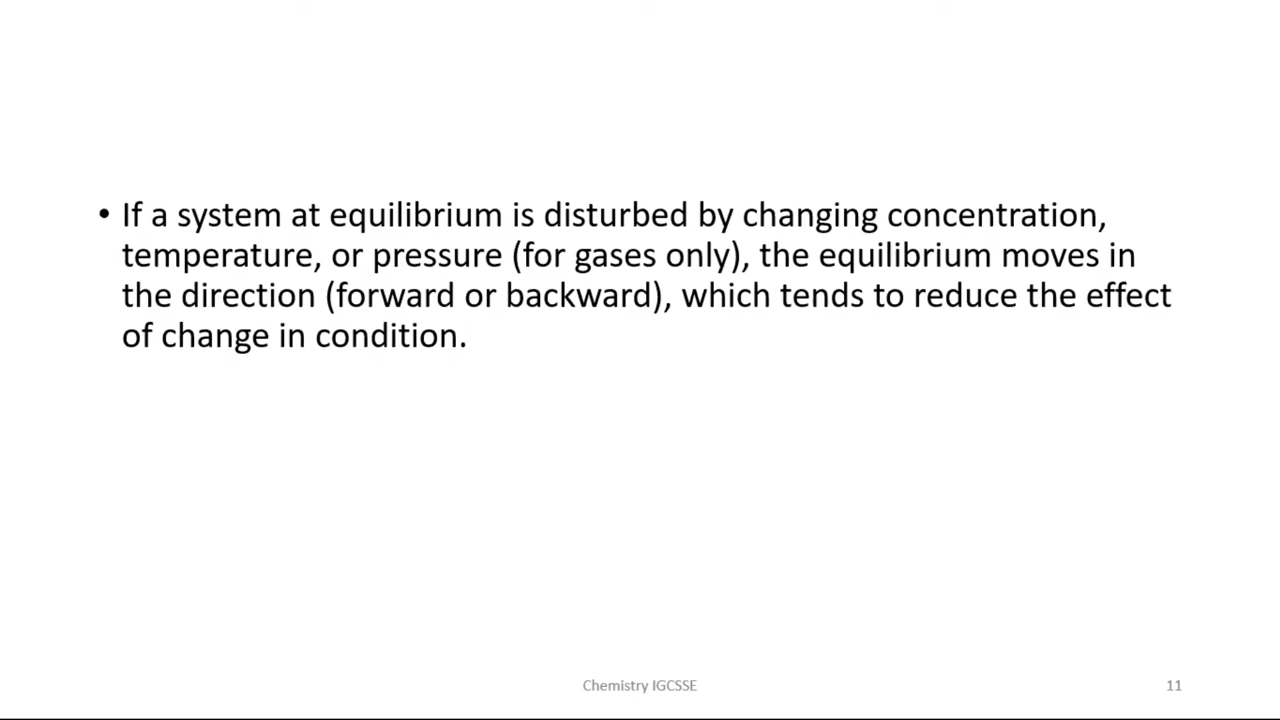 • If a system at equilibrium is disturbed by changing concentration,
temperature, or pressure (for gases only), the equilibrium moves in
the direction (forward or backward), which tends to reduce the effect
of change in condition.
Chemistry IGCSSE
11